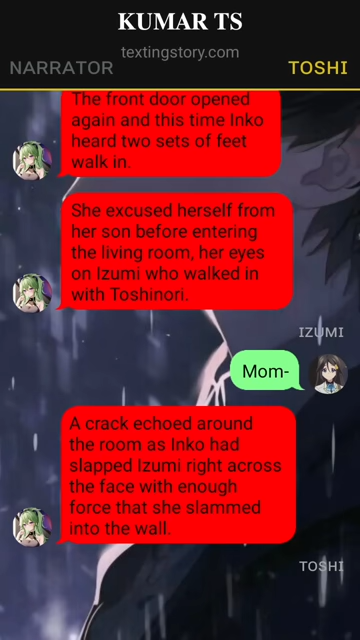 KUMAR TS
textingstory.com
NARRATOR
TOSHI
The front door opened
again and this time Inko
heard two sets of feet
walk in.
She excused herself from
her son before entering
the living room, her eyes
on Izumi who walked in
with Toshinori.
IZUMI
Mom-
A crack echoed around
the room as Inko had
slapped Izumi right across
the face with enough
force that she slammed
into the wall.
TOSHI